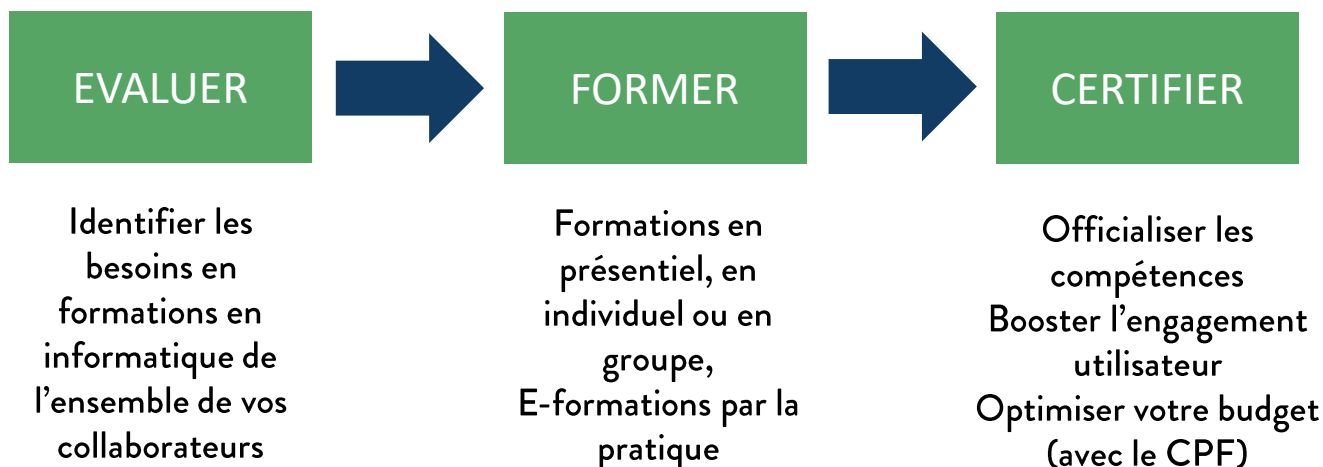 EVALUER
FORMER
CERTIFIER
Identifier les
besoins en
formations en
informatique de
l'ensemble de vos
collaborateurs
Formations en
présentiel, en
individuel ou en
groupe,
E-formations par la
pratique
Officialiser les
compétences
Booster l'engagement
utilisateur
Optimiser votre budget
(avec le CPF)